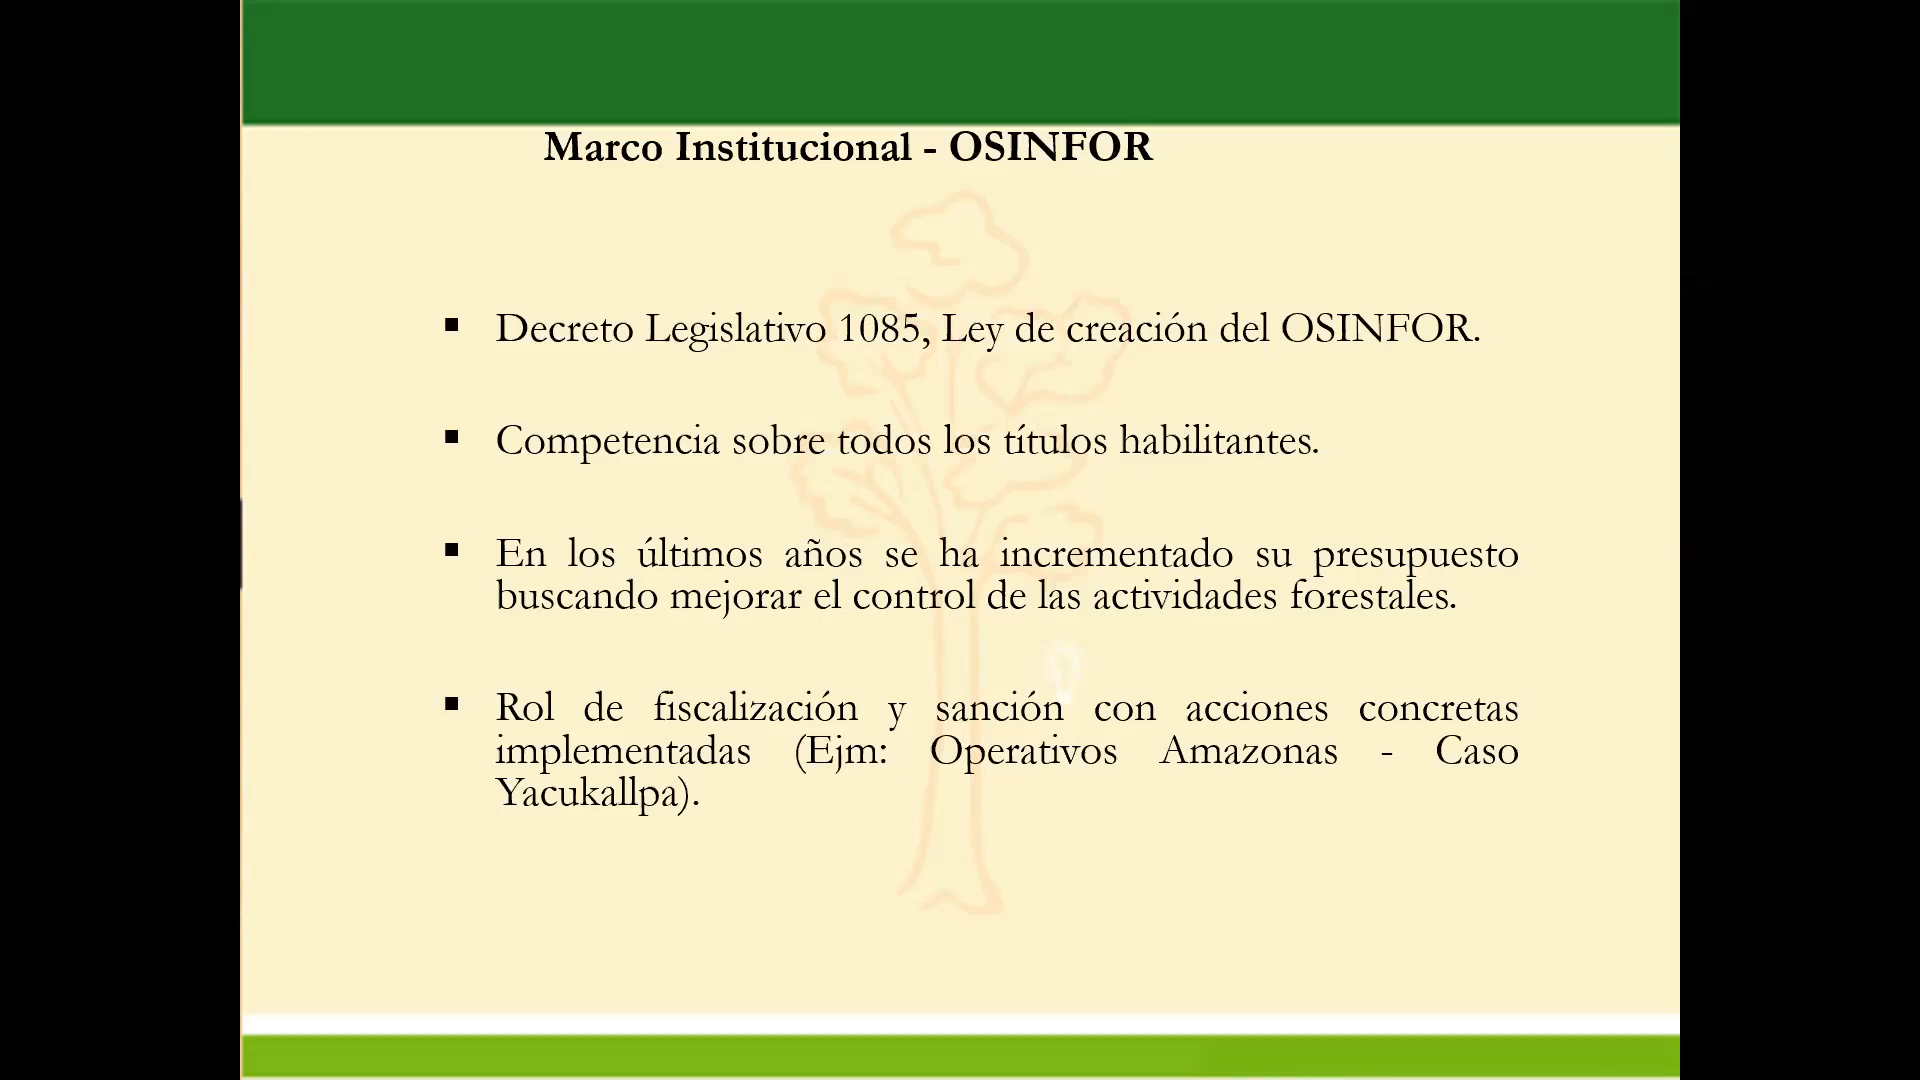 Marco Institucional - OSINFOR
▪ Decreto Legislativo 1085, Ley de creación del OSINFOR.
▪ Competencia sobre todos los títulos habilitantes.
▪ En los últimos años se ha incrementado su presupuesto
buscando mejorar el control de las actividades forestales.
▪ Rol de fiscalización y sanción con acciones concretas
implementadas (Ejm: Operativos Amazonas - Caso
Yacukallpa).